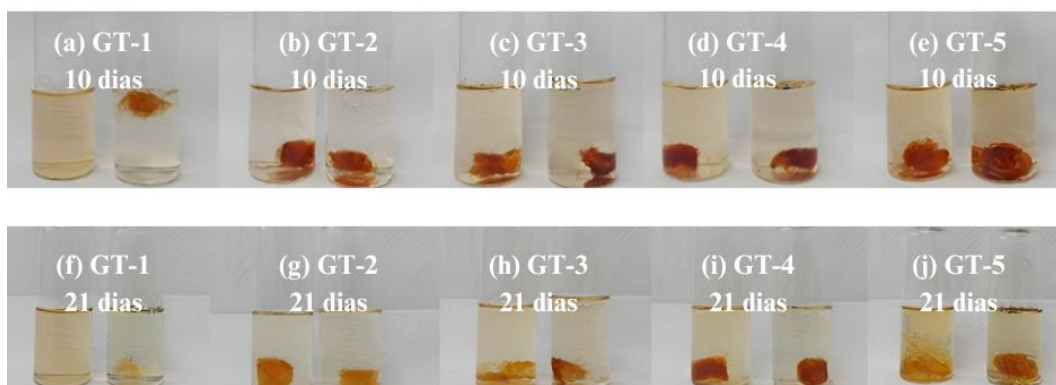 (a) GT-1
10 dias
(b) GT-2
10 dias
(c) GT-3
10 dias
(d) GT-4
10 dias
(e) GT-5
10 dias
(f) GT-1
21 dias
(g) GT-2
21 dias
(h) GT-3
21 dias
(i) GT-4
21 dias
(j) GT-5
21 dias